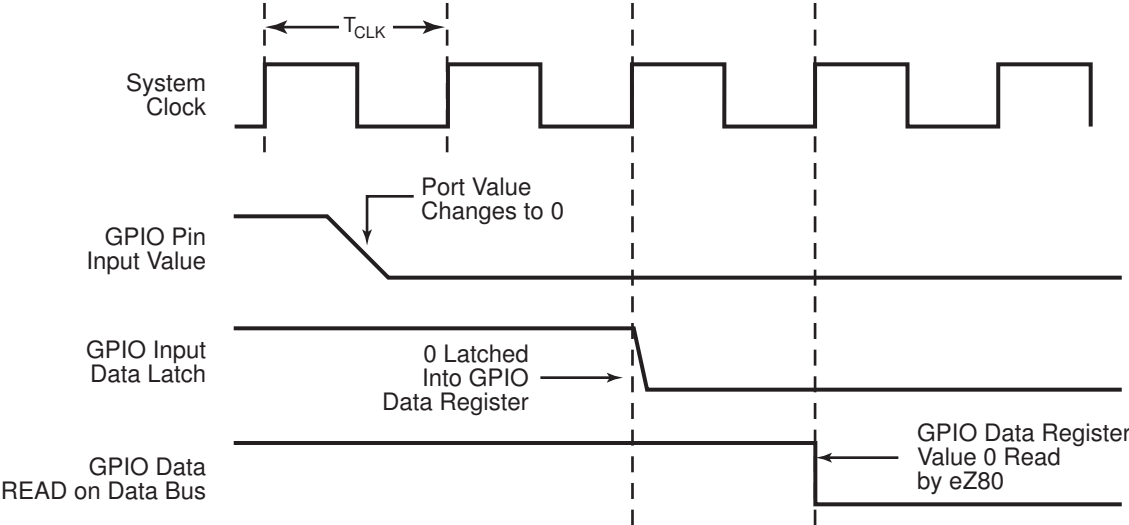 TCLK
System
Clock
Port Value
Changes to 0
GPIO Pin
Input Value
GPIO Input
Data Latch
0 Latched
Into GPIO
Data Register
GPIO Data
READ on Data Bus
GPIO Data Register
Value 0 Read
by eZ80